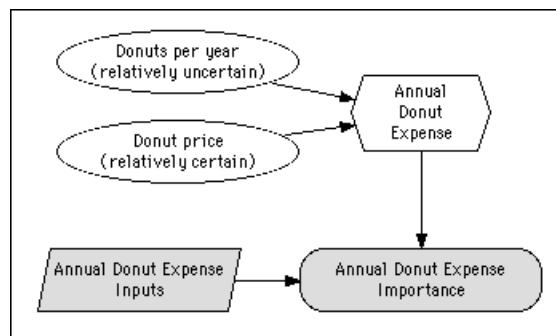 Donuts per year
(relatively uncertain)
Annual
Donut
Expense
Donut price
(relatively certain)
Annual Donut Expense
Inputs
Annual Donut Expense
Importance